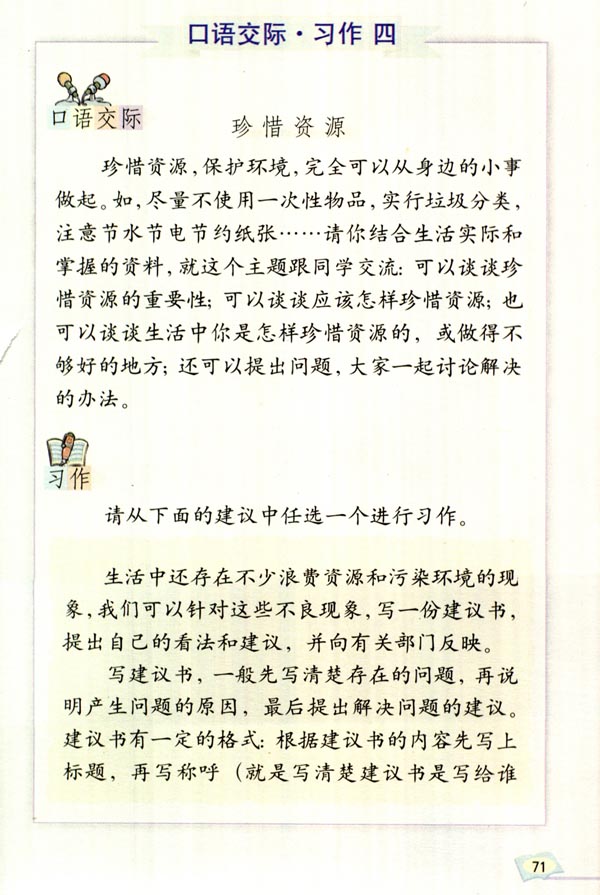 口语交际·习作 四
口语交际
珍惜资源
珍惜资源，保护环境，完全可以从身边的小事
做起。如，尽量不使用一次性物品，实行垃圾分类，
注意节水节电节约纸张……请你结合生活实际和
掌握的资料，就这个主题跟同学交流：可以谈谈珍
惜资源的重要性；可以谈谈应该怎样珍惜资源；也
可以谈谈生活中你是怎样珍惜资源的，或做得不
够好的地方；还可以提出问题，大家一起讨论解决
的办法。
习作
请从下面的建议中任选一个进行习作。
生活中还存在不少浪费资源和污染环境的现
象，我们可以针对这些不良现象，写一份建议书，
提出自己的看法和建议，并向有关部门反映。
写建议书，一般先写清楚存在的问题，再说
明产生问题的原因，最后提出解决问题的建议。
建议书有一定的格式：根据建议书的内容先写上
标题，再写称呼（就是写清楚建议书是写给谁
71